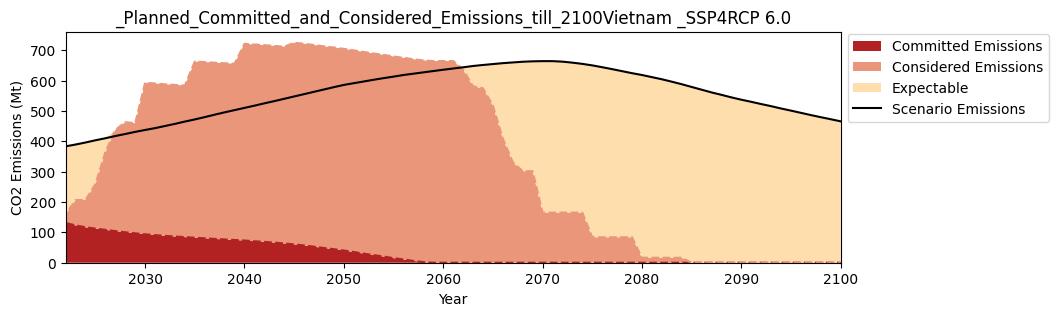 _Planned_Committed_and_Considered_Emissions_till_2100Vietnam _SSP4RCP 6.0
CO2 Emissions (Mt)
700
600
500
400
300
200
100
0
2030
2040
2050
2060
2070
2080
2090
2100
Year
Committed Emissions
Considered Emissions
Expectable
Scenario Emissions